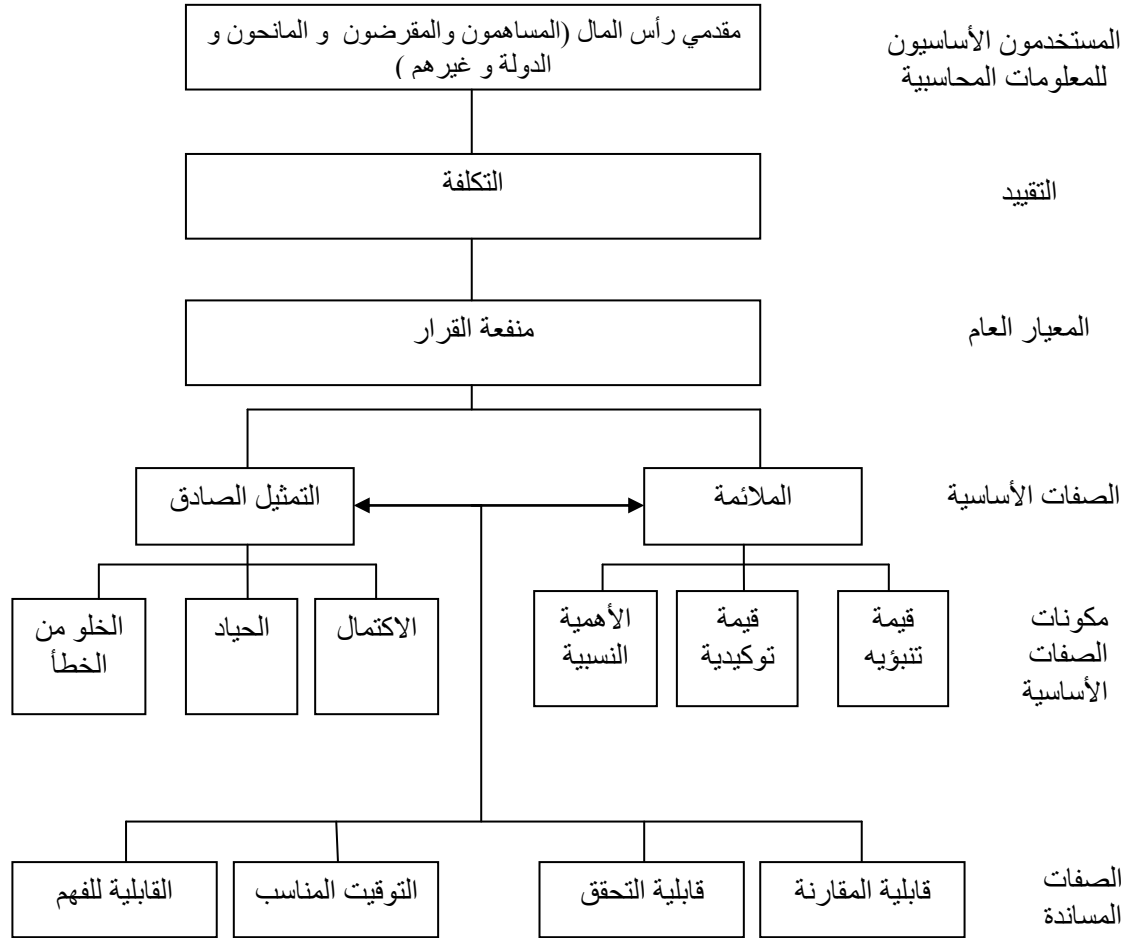 المستخدمون الأساسيون
للمعلومات المحاسبية
مقدمي رأس المال (المساهمون والمقرضون و المانحون و
الدولة و غيرهم )
التقييد
التكلفة
المعيار العام
منفعة القرار
الصفات الأساسية
الملائمة
التمثيل الصادق
مكونات
الصفات
الأساسية
قيمة
تنبؤيه
قيمة
توكيدية
الأهمية
النسبية
الاكتمال
الحياد
الخلو من
الخطأ
الصفات
المساندة
قابلية المقارنة
قابلية التحقق
التوقيت المناسب
القابلية للفهم